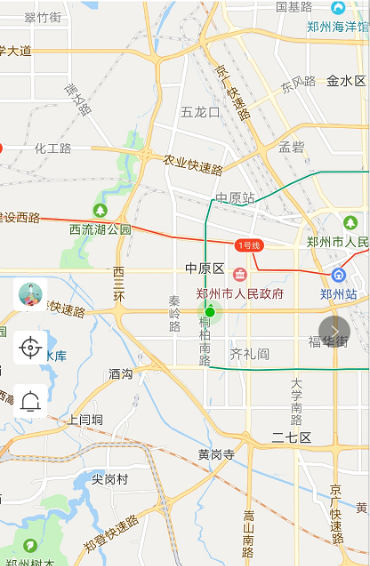 翠竹街
国基路
郑州海洋馆
学大道
京广快速路
东风路
金水区
瑞达路
五龙口
孟砦
化工路
农业快速路
中原站
建设西路
西流湖公园
郑州市人民
1号线
中原区
西三环
郑州市人民政府
郑州站
秦岭路
快速路
桐柏南路
福华街
水库
齐礼阎
酒沟
大学南路
西高
上闫垌
二七区
黄岗寺
尖岗村
京广快速路
嵩山南路
郑登快速路
黄
郑州树木